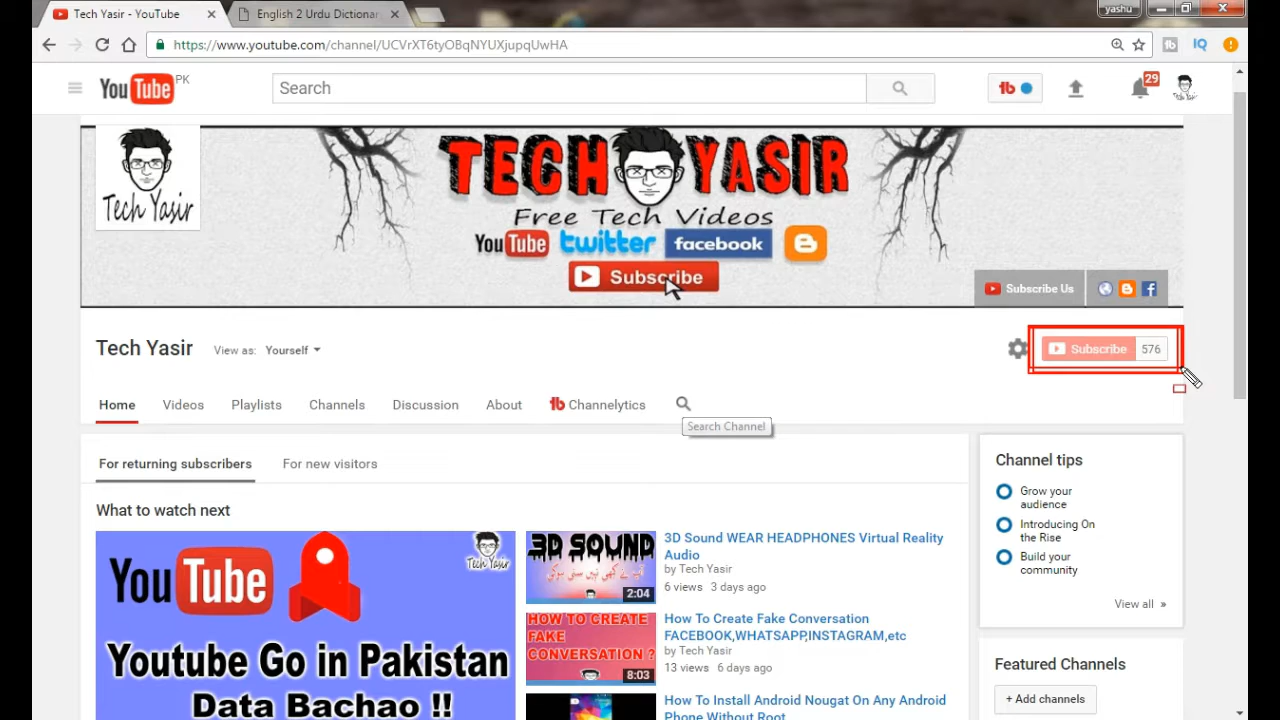 Tech Yasir - YouTube
English 2 Urdu Dictionar
yashu
https://www.youtube.com/channel/UCVrXT6tyOBqNYUXjupqUwHA
IQ
YouTube PK
Search
29
Tech Yasir
TECH YASIR
Free Tech Videos
YouTube twitter facebook
Subscribe
Subscribe Us
Tech Yasir
View as: Yourself
Subscribe 576
Home Videos Playlists Channels Discussion About Channelytics
Search Channel
For returning subscribers For new visitors
What to watch next
YouTube
Tech Yasir
Youtube Go in Pakistan
Data Bachao !!
3D SOUND
2:04
3D Sound WEAR HEADPHONES Virtual Reality
Audio
by Tech Yasir
6 views 3 days ago
HOW TO CREATE
FAKE
CONVERSATION ?
8:03
How To Create Fake Conversation
FACEBOOK,WHATSAPP,INSTAGRAM,etc
by Tech Yasir
13 views 6 days ago
How To Install Android Nougat On Any Android
Phone Without Root
Channel tips
Grow your
audience
Introducing On
the Rise
Build your
community
View all »
Featured Channels
+ Add channels